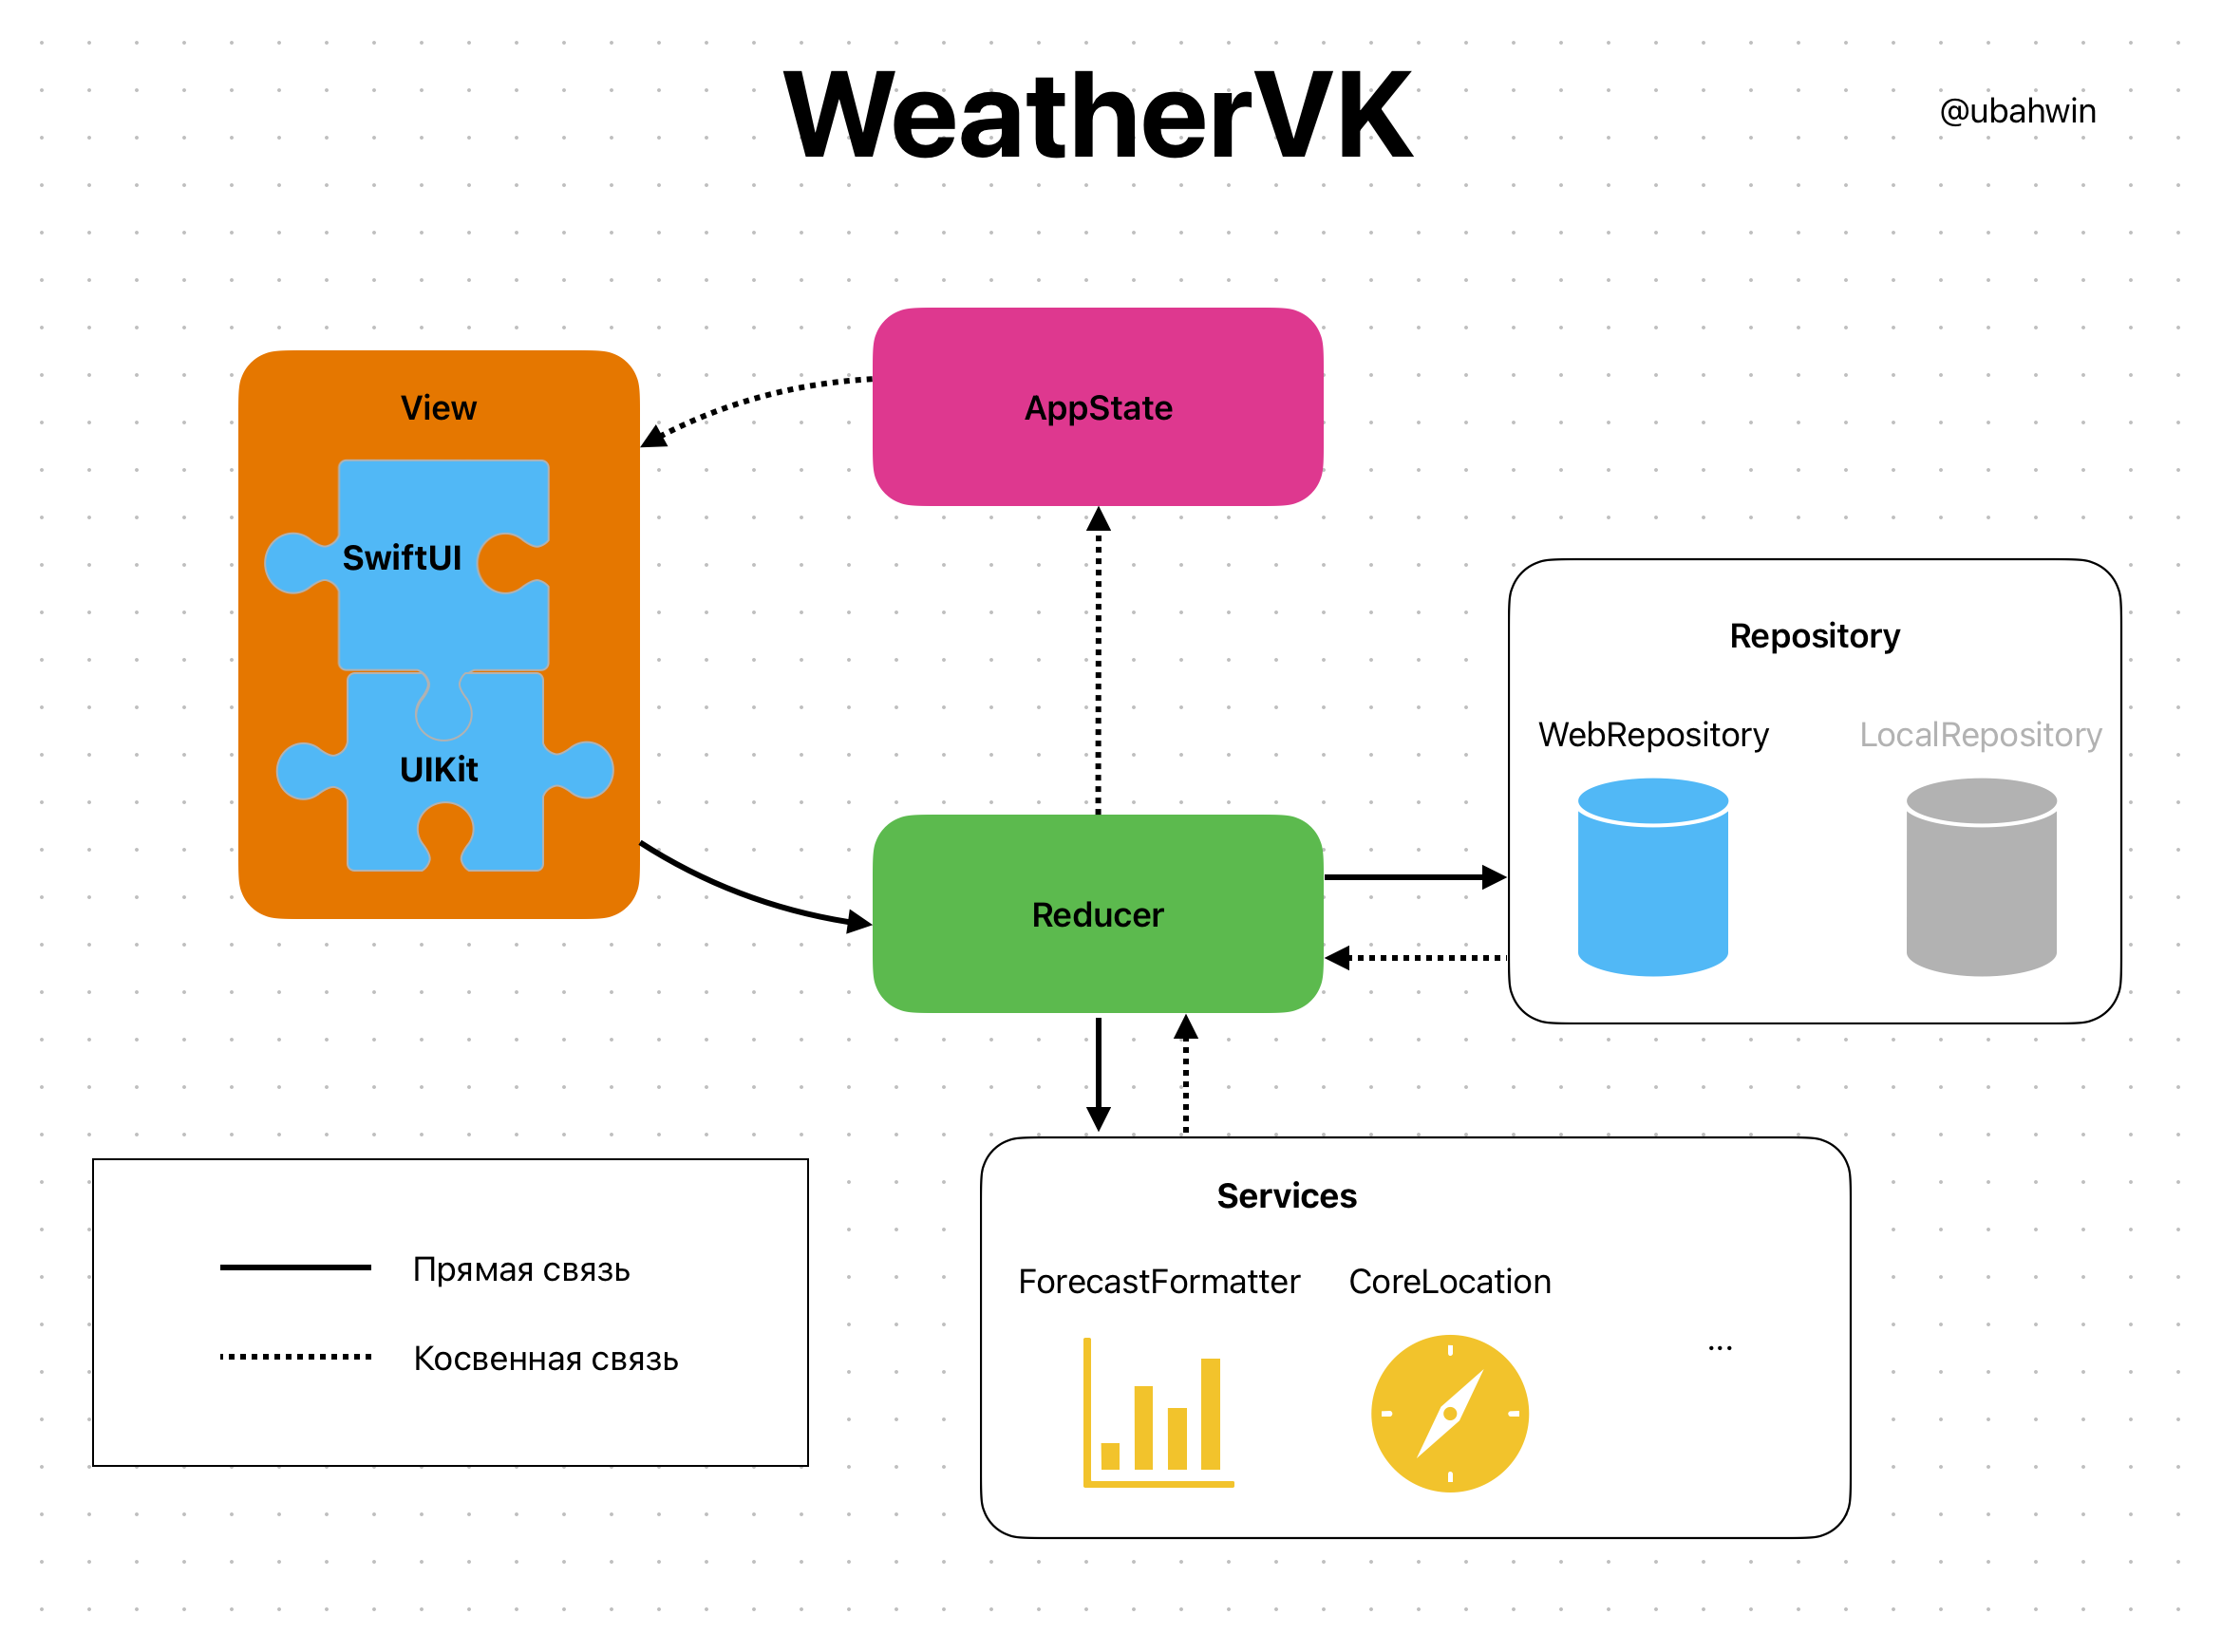 WeatherVK
@ubahwin
View
AppState
SwiftUI
UIKit
Repository
WebRepository
LocalRepository
Reducer
Services
ForecastFormatter
CoreLocation
...
Прямая связь
Косвенная связь